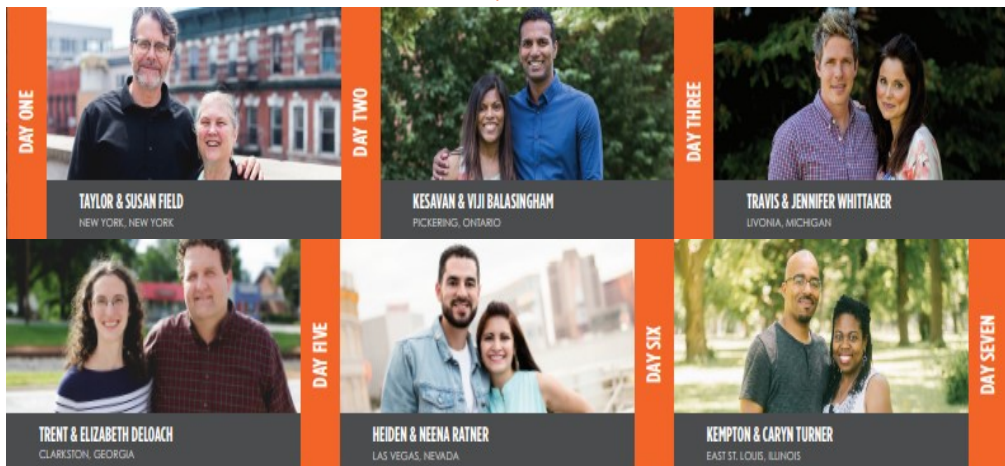 DAY ONE
TAYLOR & SUSAN FIELD
NEW YORK, NEW YORK
DAY TWO
KESAVAN & VIJI BALASINGHAM
PICKERING, ONTARIO
DAY THREE
TRAVIS & JENNIFER WHITTAKER
LIVONIA, MICHIGAN
TRENT & ELIZABETH DELOACH
CLARKSTON, GEORGIA
DAY FIVE
HEIDEN & NEENA RATNER
LAS VEGAS, NEVADA
DAY SIX
KEMPTON & CARYN TURNER
EAST ST. LOUIS, ILLINOIS
DAY SEVEN